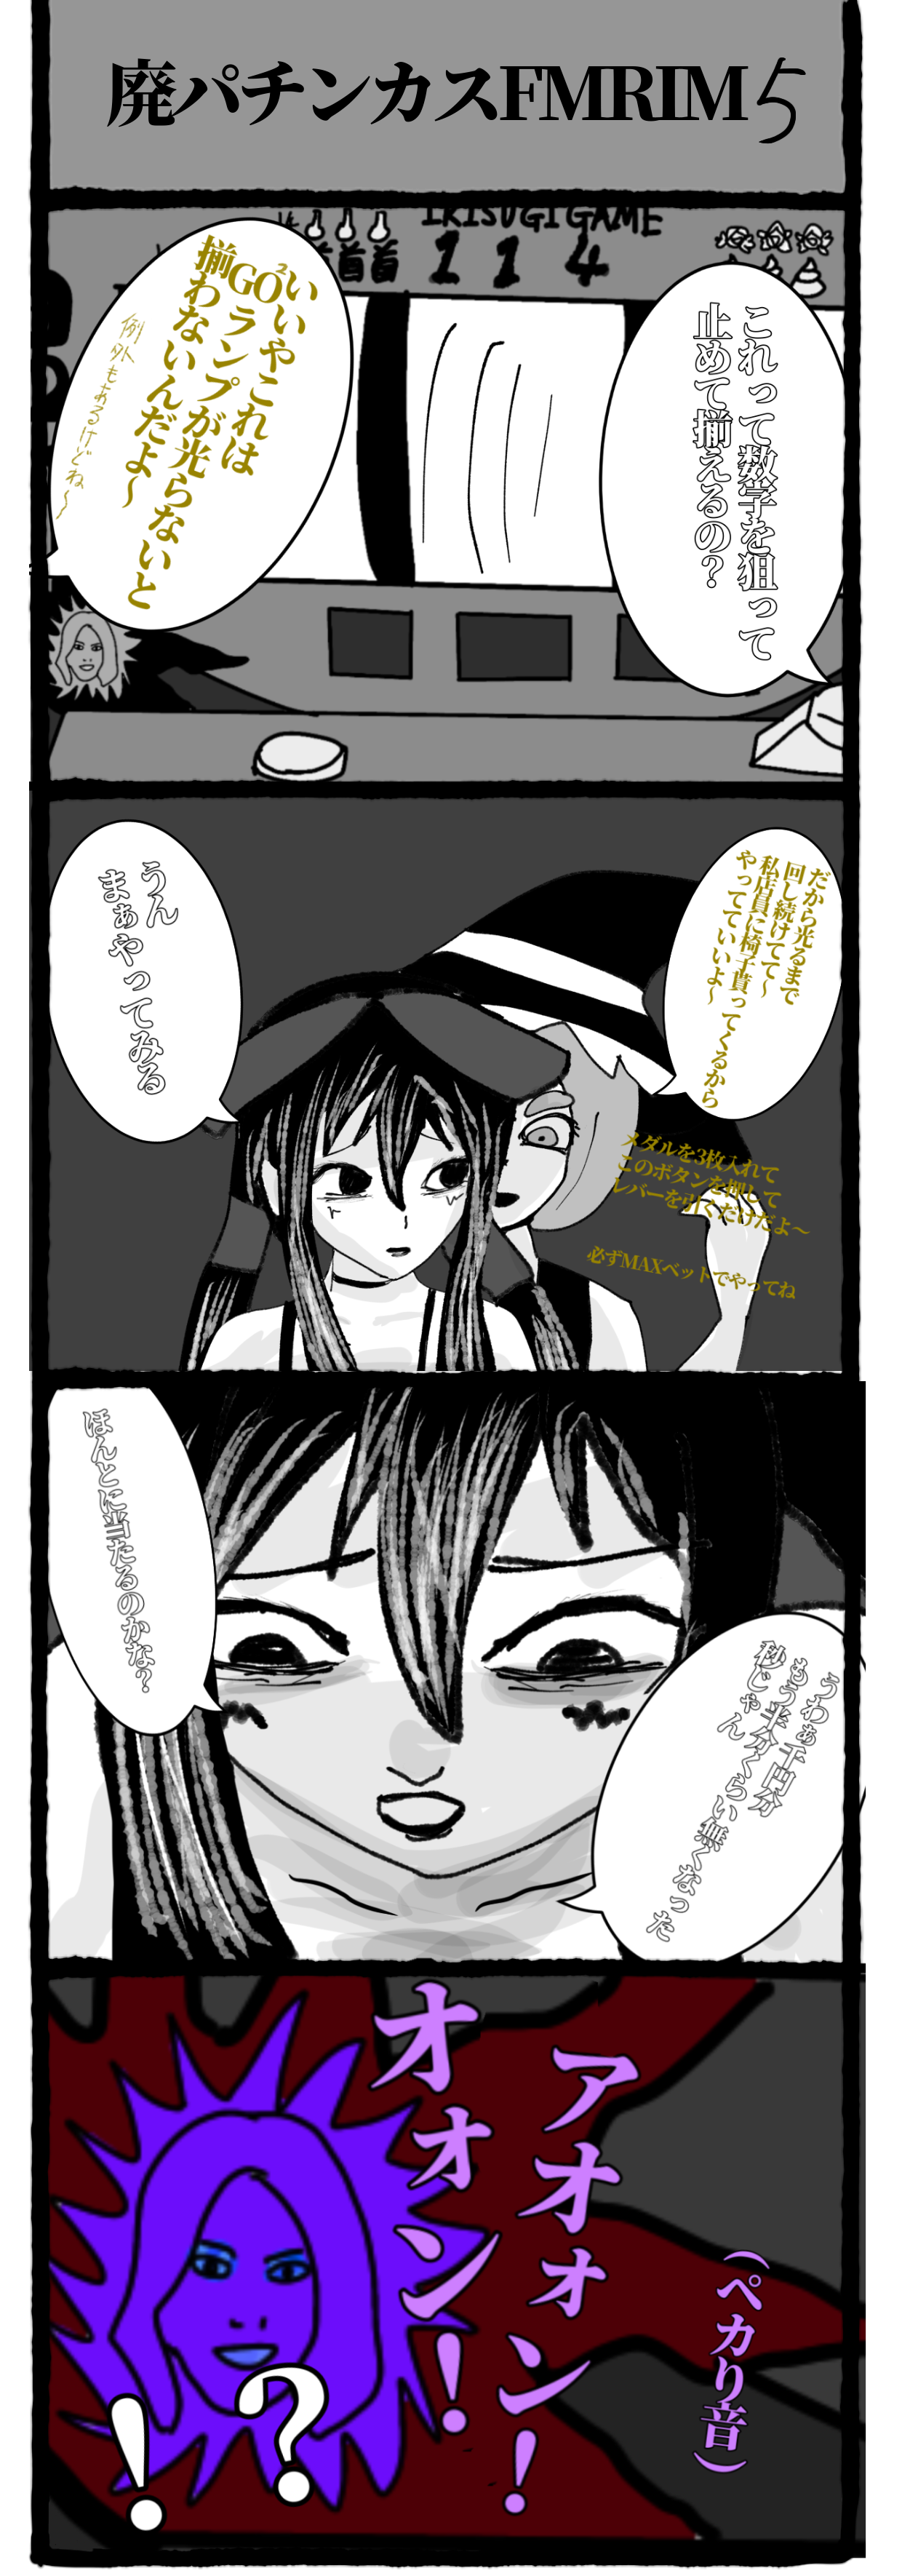 廃パチンカスFMRIM5
IKISUGIGAME
首首
1 1 4
これって数字を狙って
止めて揃えるの?
いいやこれは
GO2ランプが光らないと
揃わないんだよ~
例外もあるけどね~
だから光るまで
回し続けてて~
私店員に椅子貰ってくるから
やってていいよ~
メダルを3枚入れて
このボタンを押して
レバーを引くだけだよ~
必ずMAXベットでやってね
うん
まぁやってみる
うわぁ千円分
もう半分くらい無くなった
秒じゃん
ほんとに当たるのかな?
アオォン!
オォン!
(ペカり音)
!?